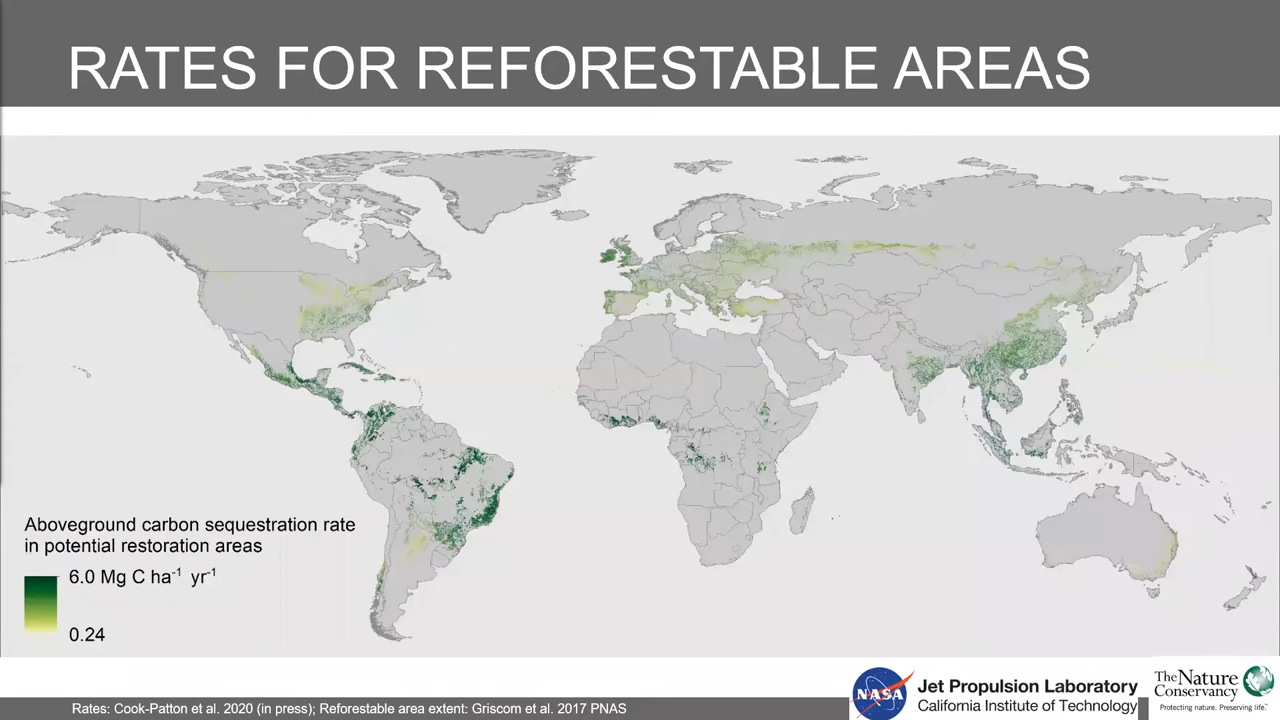 RATES FOR REFORESTABLE AREAS
Aboveground carbon sequestration rate
in potential restoration areas
6.0 Mg C ha⁻¹ yr⁻¹
0.24
Rates: Cook-Patton et al. 2020 (in press); Reforestable area extent: Griscom et al. 2017 PNAS
NASA
Jet Propulsion Laboratory
California Institute of Technology
The Nature
Conservancy
Protecting nature. Preserving life.™